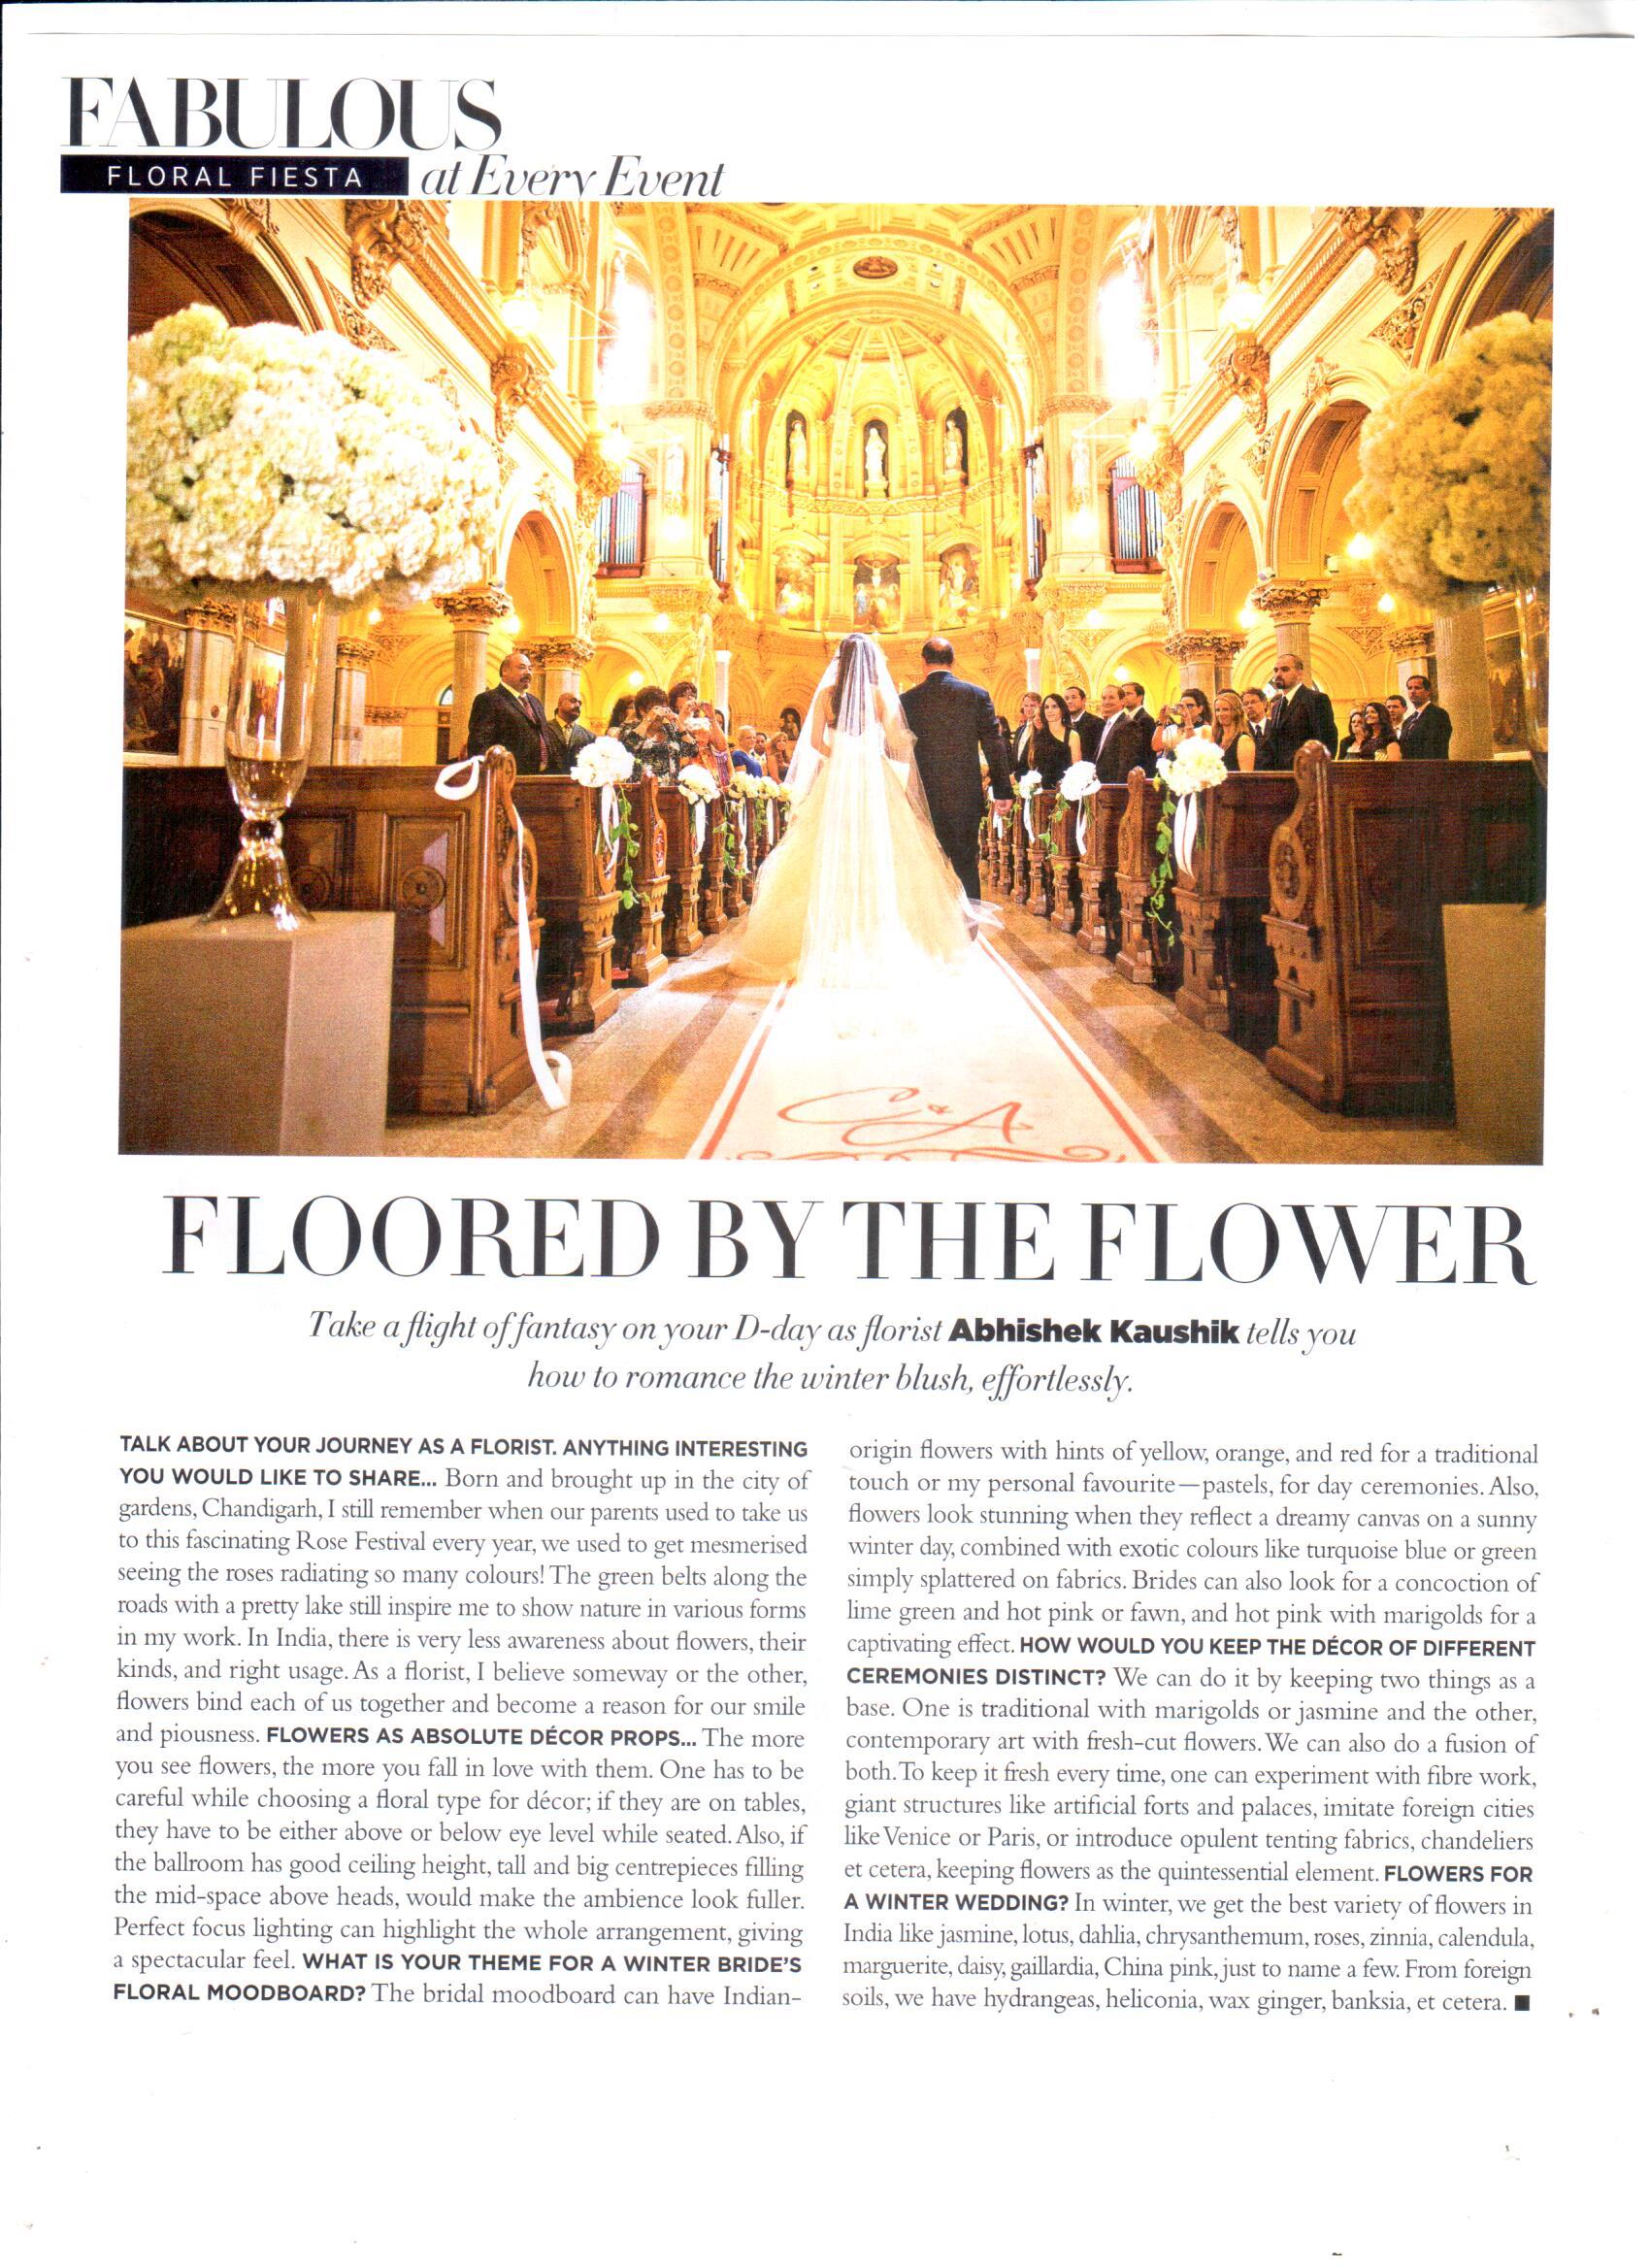 FABULOUS
FLORAL FIESTA at Every Event
C & A
FLOORED BY THE FLOWER
Take a flight of fantasy on your D-day as florist Abhishek Kaushik tells you
how to romance the winter blush, effortlessly.
TALK ABOUT YOUR JOURNEY AS A FLORIST. ANYTHING INTERESTING
YOU WOULD LIKE TO SHARE... Born and brought up in the city of
gardens, Chandigarh, I still remember when our parents used to take us
to this fascinating Rose Festival every year, we used to get mesmerised
seeing the roses radiating so many colours! The green belts along the
roads with a pretty lake still inspire me to show nature in various forms
in my work. In India, there is very less awareness about flowers, their
kinds, and right usage. As a florist, I believe someway or the other,
flowers bind each of us together and become a reason for our smile
and piousness. FLOWERS AS ABSOLUTE DÉCOR PROPS... The more
you see flowers, the more you fall in love with them. One has to be
careful while choosing a floral type for décor; if they are on tables,
they have to be either above or below eye level while seated. Also, if
the ballroom has good ceiling height, tall and big centrepieces filling
the mid-space above heads, would make the ambience look fuller.
Perfect focus lighting can highlight the whole arrangement, giving
a spectacular feel. WHAT IS YOUR THEME FOR A WINTER BRIDE'S
FLORAL MOODBOARD? The bridal moodboard can have Indian-
origin flowers with hints of yellow, orange, and red for a traditional
touch or my personal favourite—pastels, for day ceremonies. Also,
flowers look stunning when they reflect a dreamy canvas on a sunny
winter day, combined with exotic colours like turquoise blue or green
simply splattered on fabrics. Brides can also look for a concoction of
lime green and hot pink or fawn, and hot pink with marigolds for a
captivating effect. HOW WOULD YOU KEEP THE DÉCOR OF DIFFERENT
CEREMONIES DISTINCT? We can do it by keeping two things as a
base. One is traditional with marigolds or jasmine and the other,
contemporary art with fresh-cut flowers. We can also do a fusion of
both. To keep it fresh every time, one can experiment with fibre work,
giant structures like artificial forts and palaces, imitate foreign cities
like Venice or Paris, or introduce opulent tenting fabrics, chandeliers
et cetera, keeping flowers as the quintessential element. FLOWERS FOR
A WINTER WEDDING? In winter, we get the best variety of flowers in
India like jasmine, lotus, dahlia, chrysanthemum, roses, zinnia, calendula,
marguerite, daisy, gaillardia, China pink, just to name a few. From foreign
soils, we have hydrangeas, heliconia, wax ginger, banksia, et cetera. ■